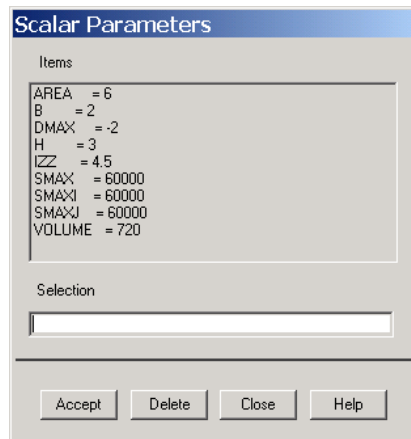 Scalar Parameters
Items
AREA = 6
B = 2
DMAX = -2
H = 3
IZZ = 4.5
SMAX = 60000
SMAXI = 60000
SMAXJ = 60000
VOLUME = 720
Selection
Accept Delete Close Help